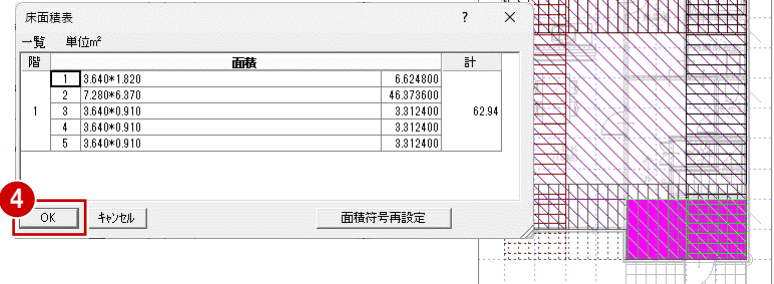 床面積表 ? ×
一覧 単位㎡
階 面積 計
1 3.640*1.820 6.624800
2 7.280*6.370 46.373600
1 3 3.640*0.910 3.312400 62.94
4 3.640*0.910 3.312400
5 3.640*0.910 3.312400
4
OK キャンセル 面積符号再設定